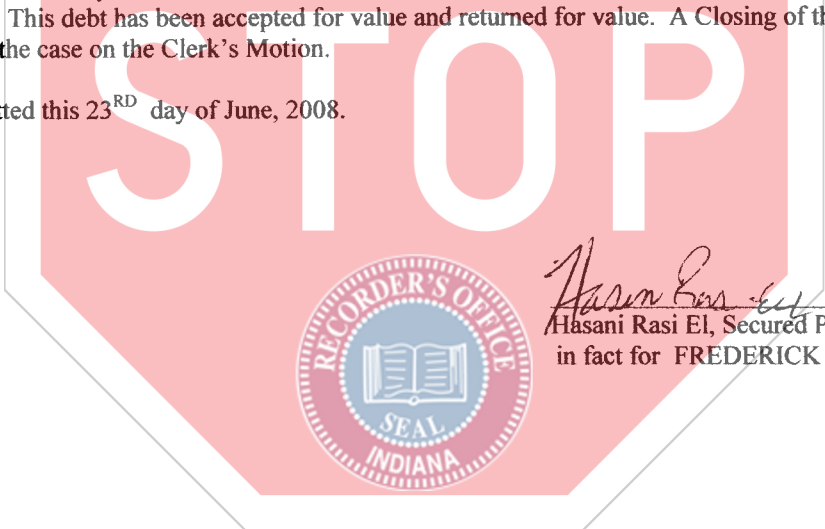 This debt has been accepted for value and returned for value. A Closing of th
the case on the Clerk's Motion.
ted this 23RD day of June, 2008.
STOP
Hasani Rasi El, Secured P
in fact for FREDERICK
RECORDER'S OFFICE
SEAL
INDIANA